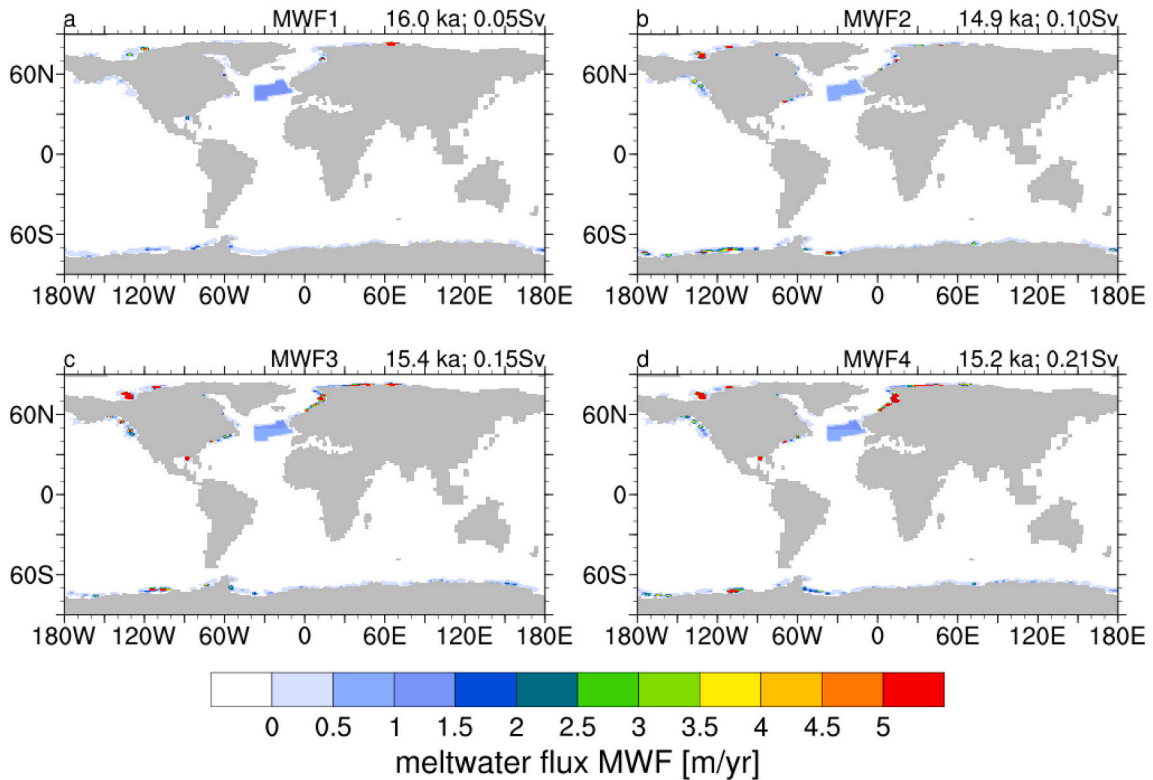 a MWF1 16.0 ka; 0.05Sv
60N
0
60S
180W 120W 60W 0 60E 120E 180E
b MWF2 14.9 ka; 0.10Sv
60N
0
60S
180W 120W 60W 0 60E 120E 180E
c MWF3 15.4 ka; 0.15Sv
60N
0
60S
180W 120W 60W 0 60E 120E 180E
d MWF4 15.2 ka; 0.21Sv
60N
0
60S
180W 120W 60W 0 60E 120E 180E
0 0.5 1 1.5 2 2.5 3 3.5 4 4.5 5
meltwater flux MWF [m/yr]